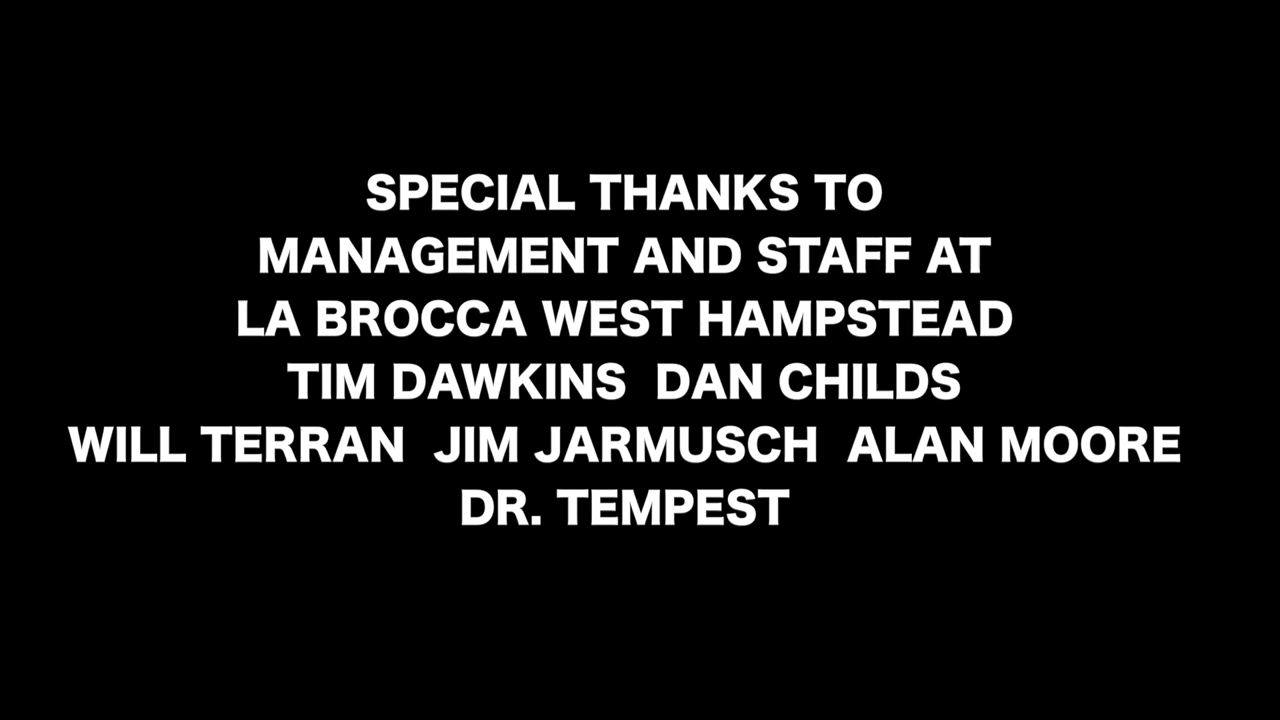 SPECIAL THANKS TO
MANAGEMENT AND STAFF AT
LA BROCCA WEST HAMPSTEAD
TIM DAWKINS  DAN CHILDS
WILL TERRAN  JIM JARMUSCH  ALAN MOORE
DR. TEMPEST